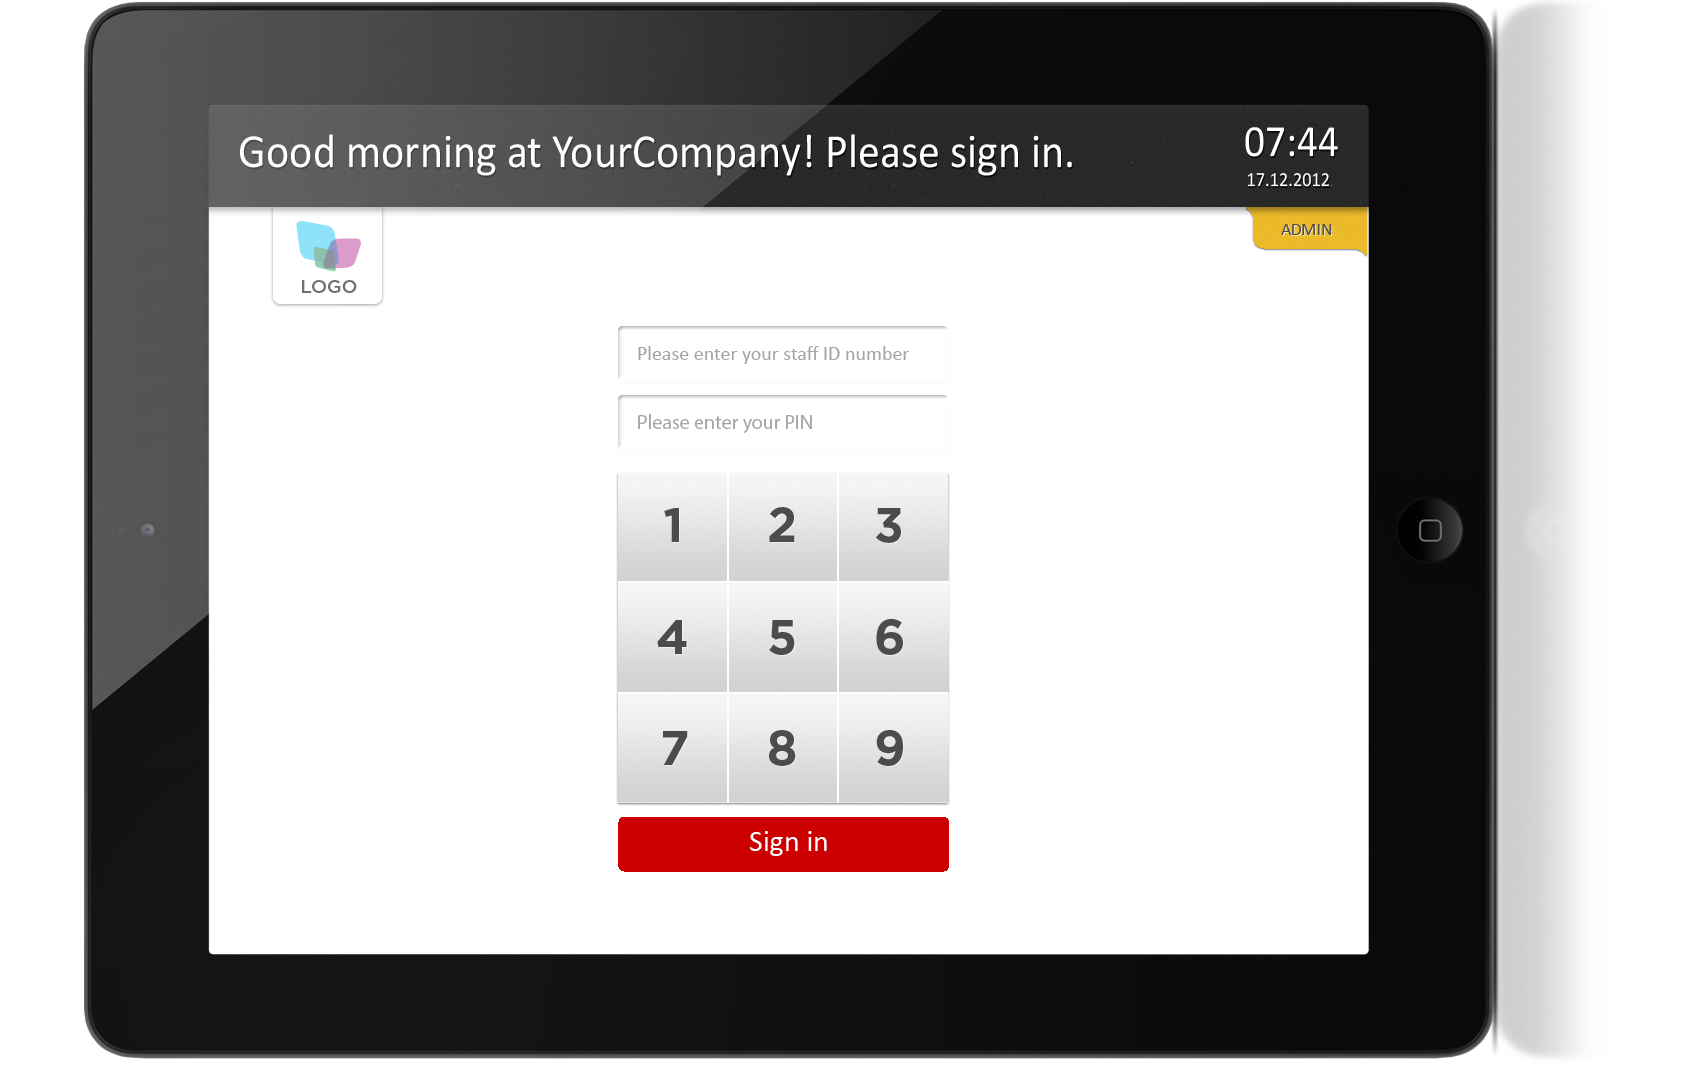 Good morning at YourCompany! Please sign in.
07:44
17.12.2012
ADMIN
LOGO
Please enter your staff ID number
Please enter your PIN
1 2 3
4 5 6
7 8 9
Sign in